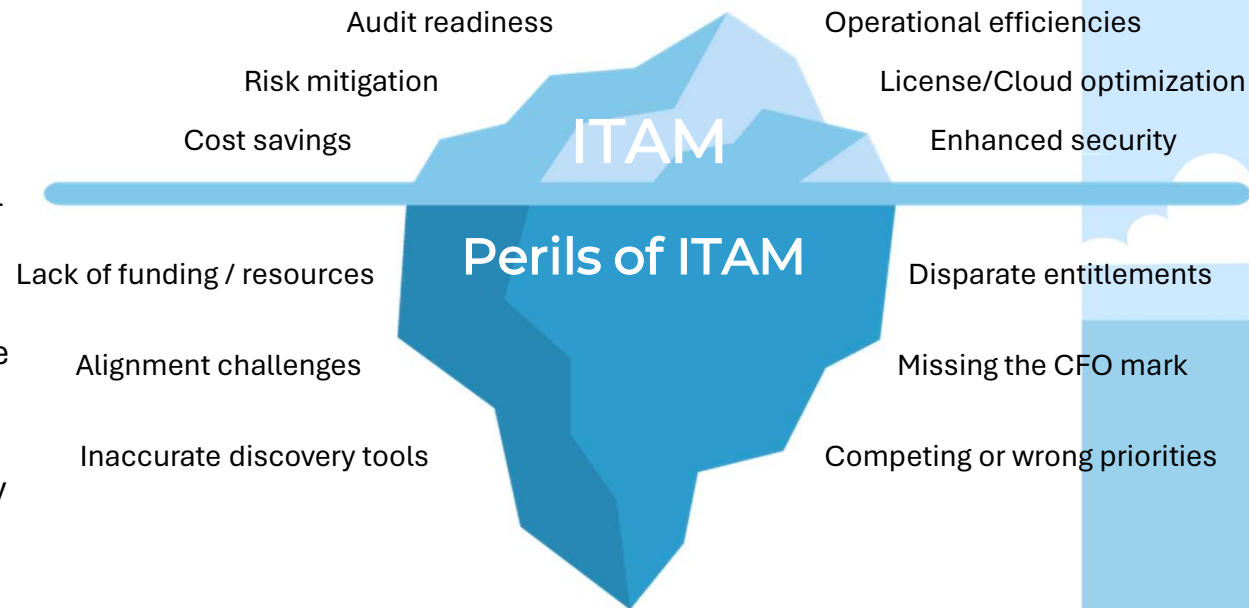 Audit readiness
Operational efficiencies
Risk mitigation
License/Cloud optimization
Cost savings
ITAM
Enhanced security
Perils of ITAM
Lack of funding / resources
Disparate entitlements
Alignment challenges
Missing the CFO mark
Inaccurate discovery tools
Competing or wrong priorities